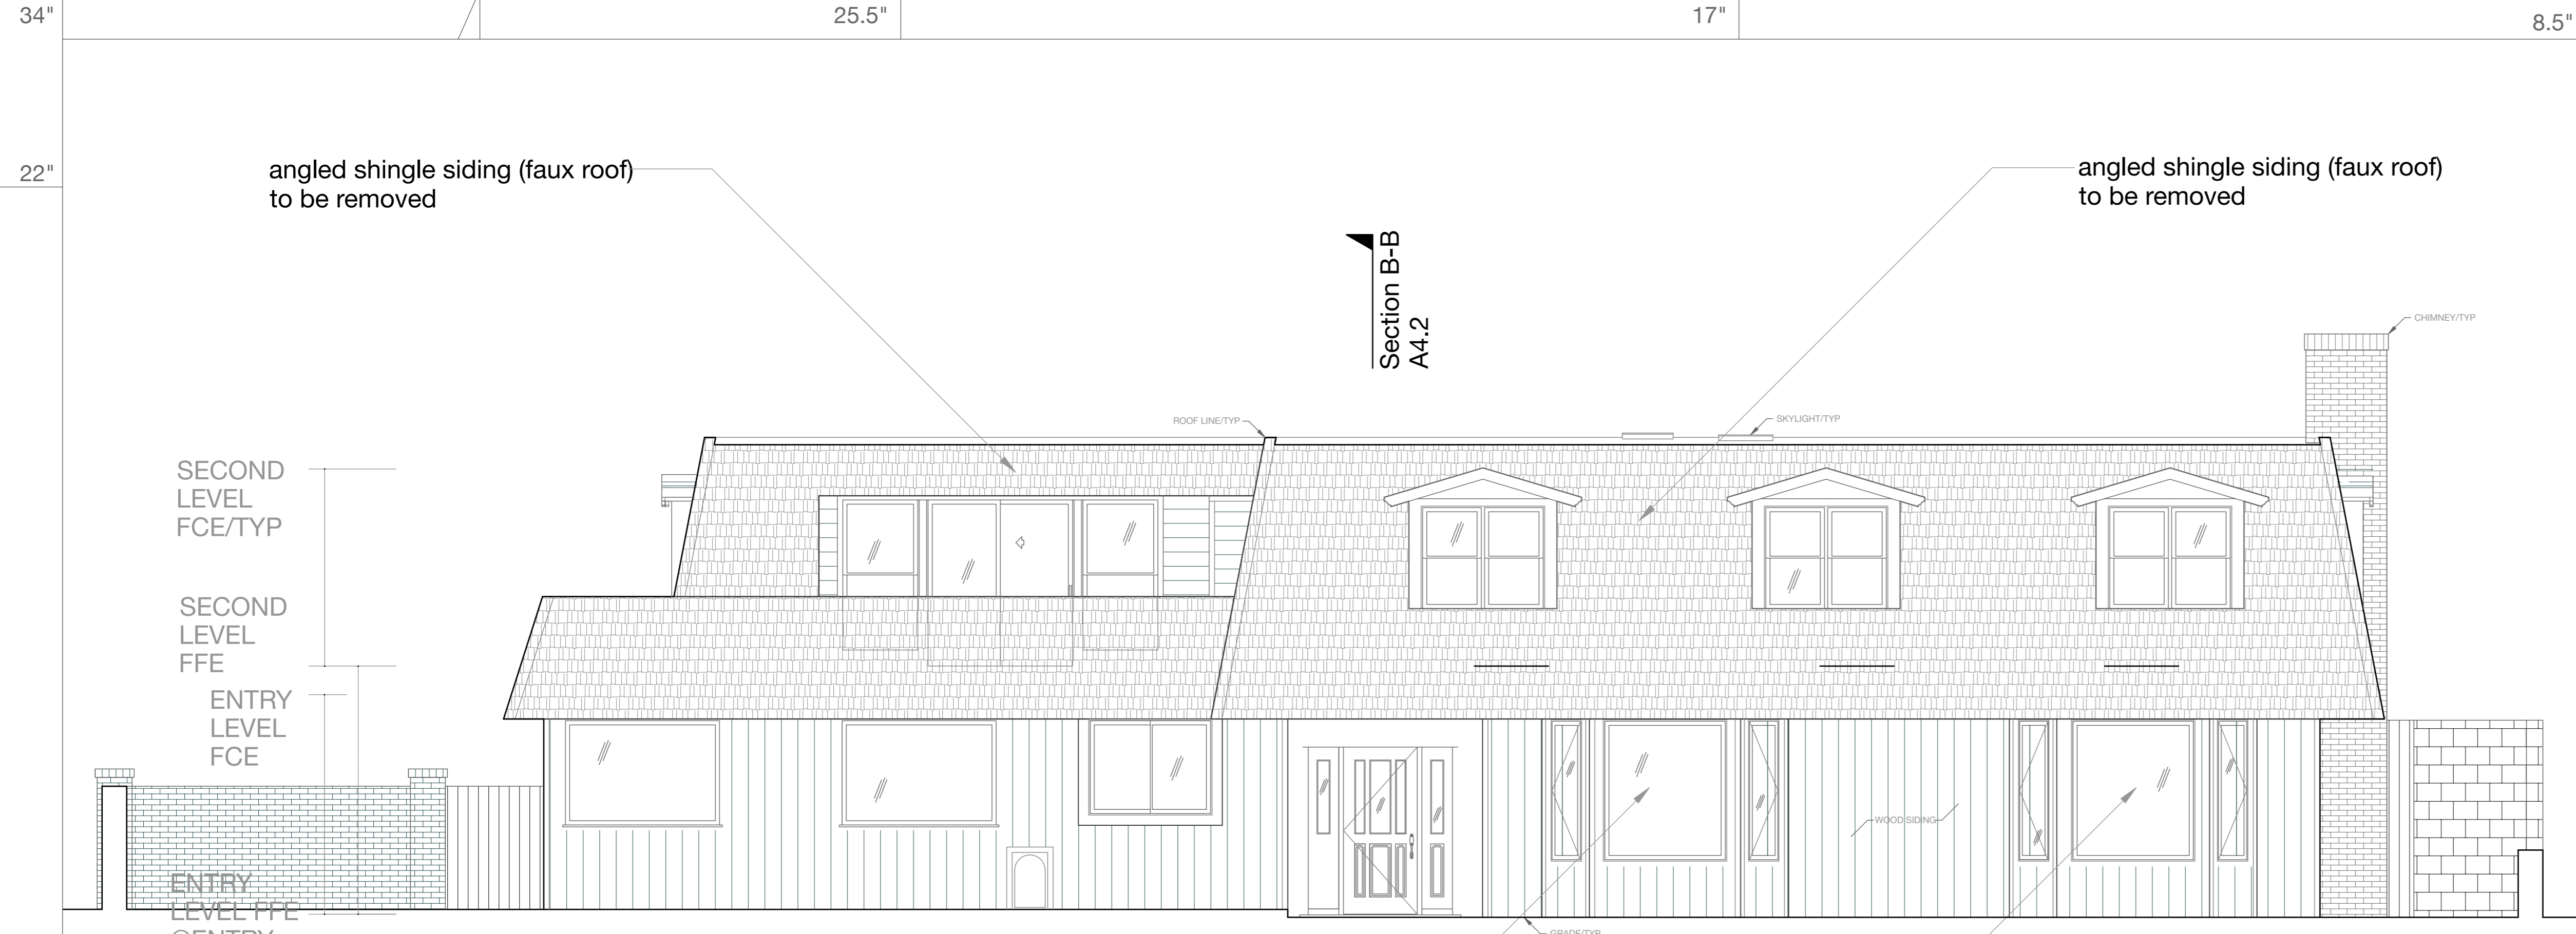 34"
25.5"
17"
8.5"
22"
angled shingle siding (faux roof)
to be removed
angled shingle siding (faux roof)
to be removed
Section B-B
A4.2
CHIMNEY/TYP
ROOF LINE/TYP
SKYLIGHT/TYP
SECOND
LEVEL
FCE/TYP
SECOND
LEVEL
FFE
ENTRY
LEVEL
FCE
WOOD SIDING
ENTRY
LEVEL FFE
@ENTRY
GRADE/TYP